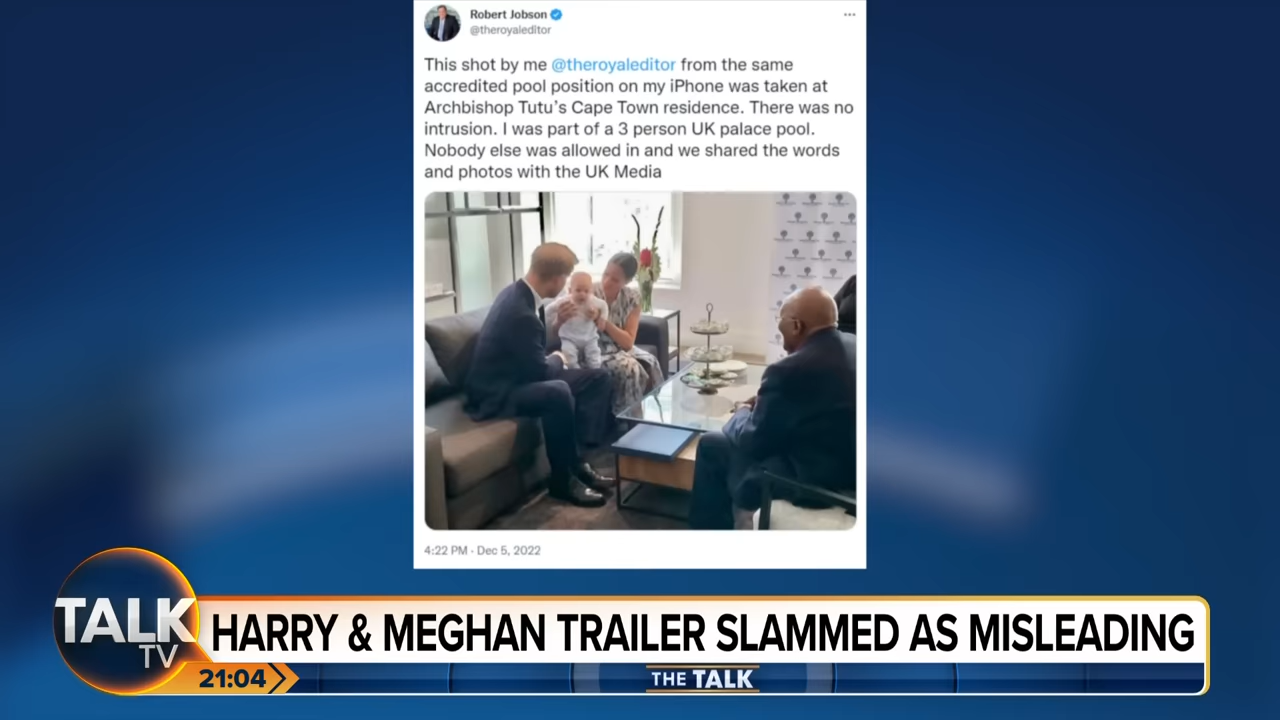 Robert Jobson
@theroyaleditor
This shot by me @theroyaleditor from the same
accredited pool position on my iPhone was taken at
Archbishop Tutu's Cape Town residence. There was no
intrusion. I was part of a 3 person UK palace pool.
Nobody else was allowed in and we shared the words
and photos with the UK Media
4:22 PM · Dec 5, 2022
TALK
TV
HARRY & MEGHAN TRAILER SLAMMED AS MISLEADING
21:04
THE TALK